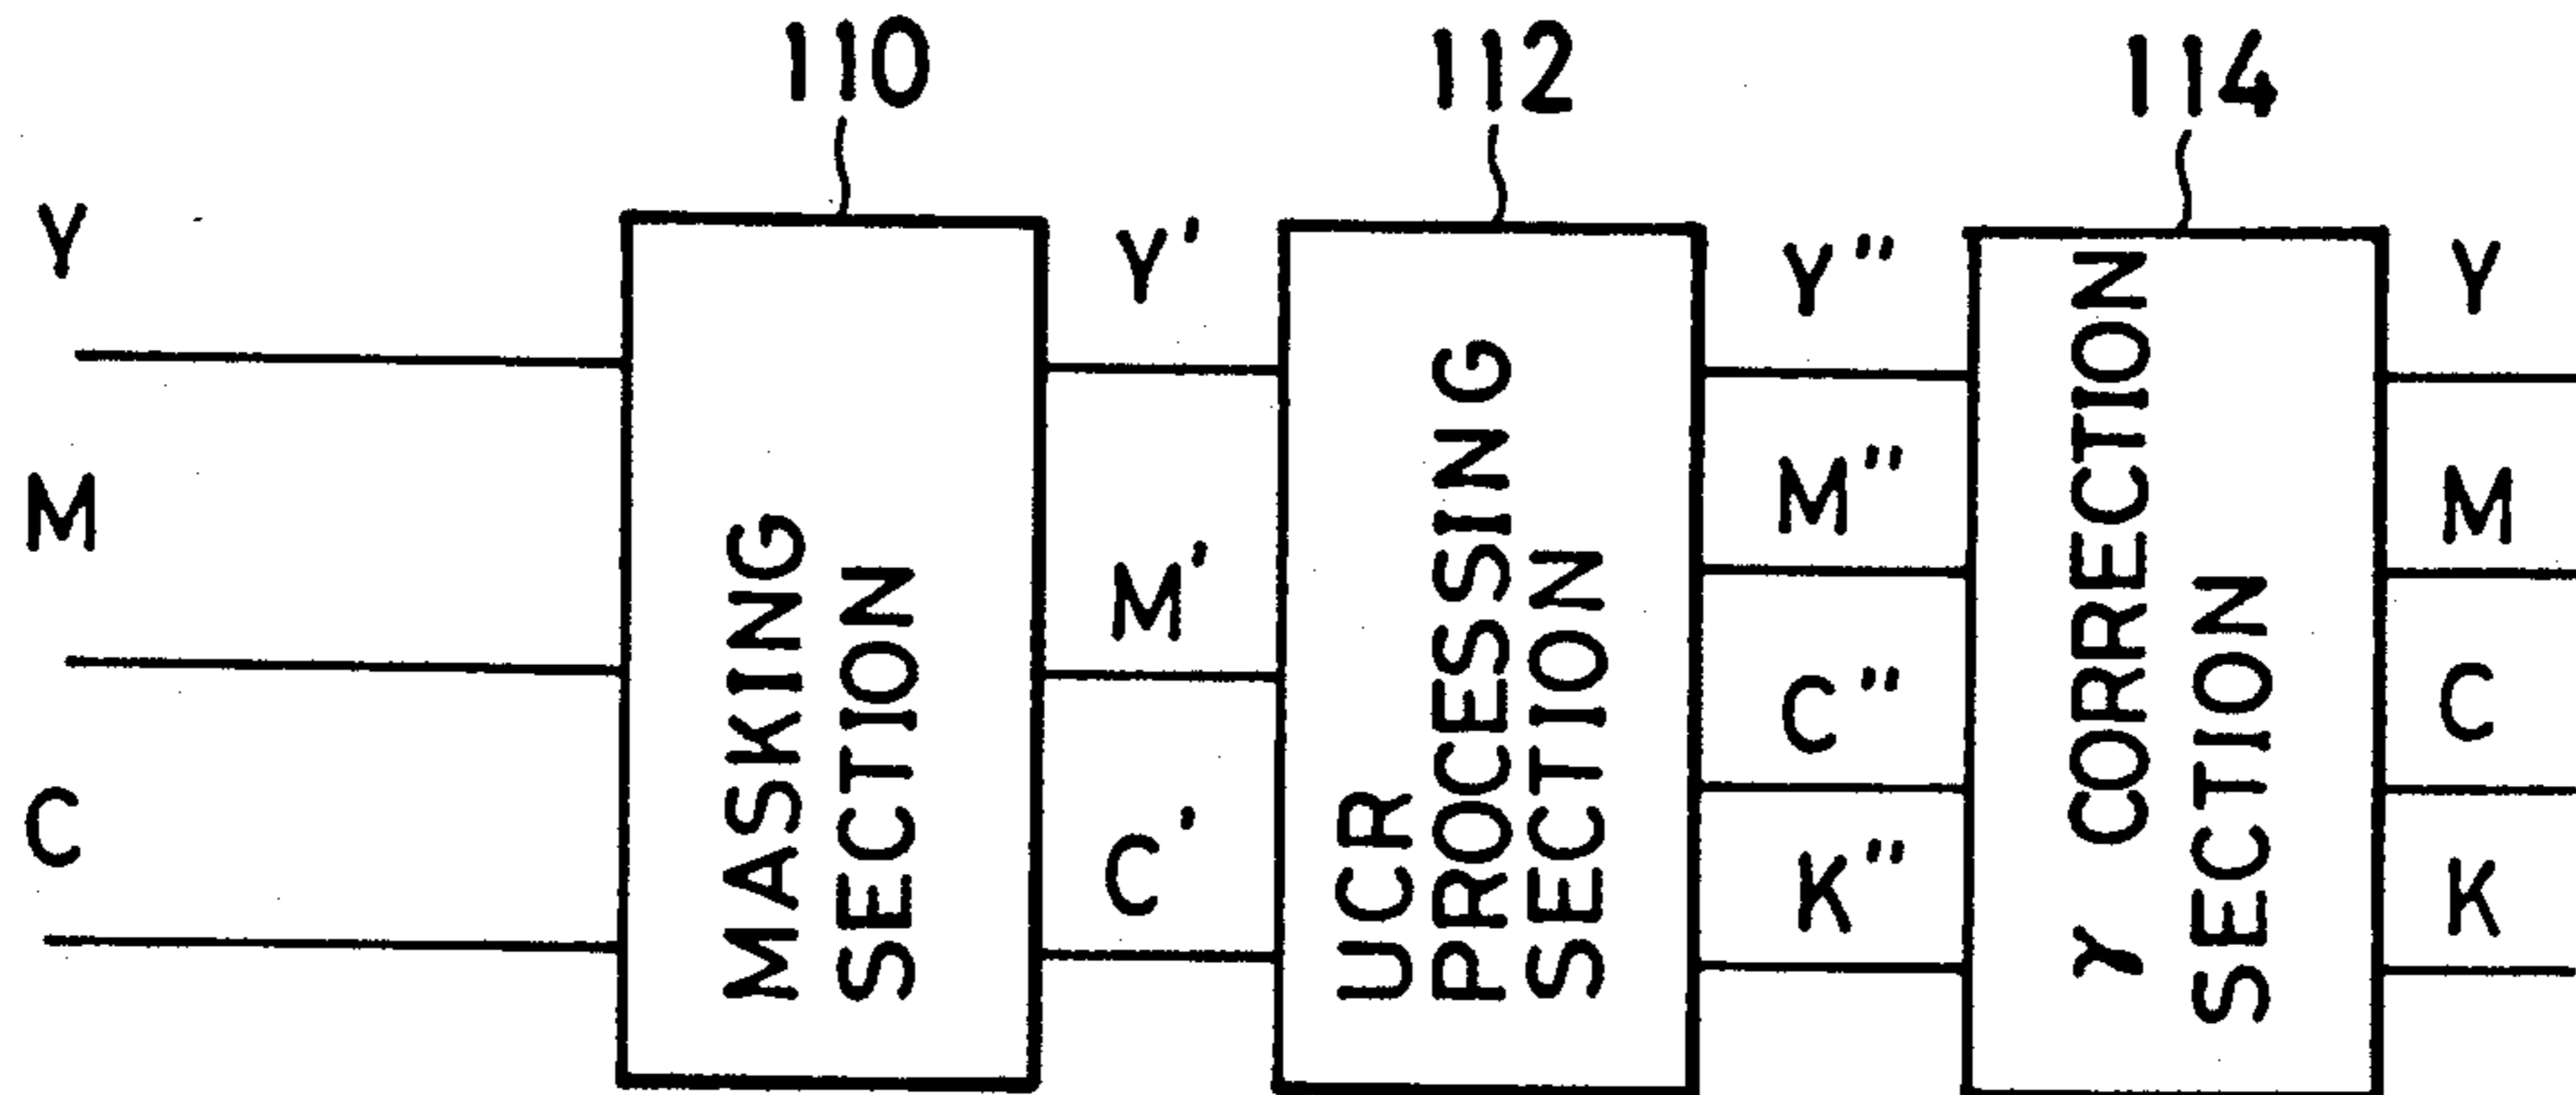 110
112
114
Y
M
C
MASKING
SECTION
Y'
M'
C'
UCR
PROCESSING
SECTION
Y"
M"
C"
K"
γ CORRECTION
SECTION
Y
M
C
K